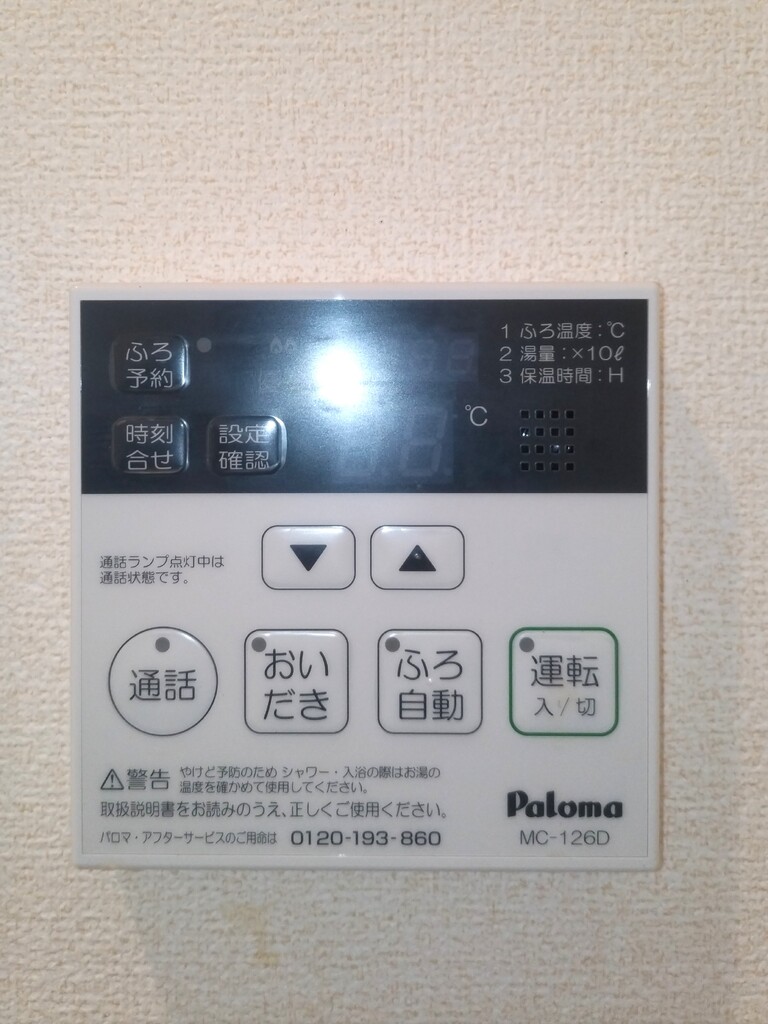 ふろ
予約
1 ふろ温度:℃
2 湯量:×10ℓ
3 保温時間:H
時刻
合せ
設定
確認
℃
通話ランプ点灯中は
通話状態です。
▼ ▲
通話
おい
だき
ふろ
自動
運転
入/切
⚠警告 やけど予防のため シャワー・入浴の際はお湯の
温度を確かめて使用してください。
取扱説明書をお読みのうえ、正しくご使用ください。
パロマ・アフターサービスのご用命は 0120-193-860
Paloma
MC-126D